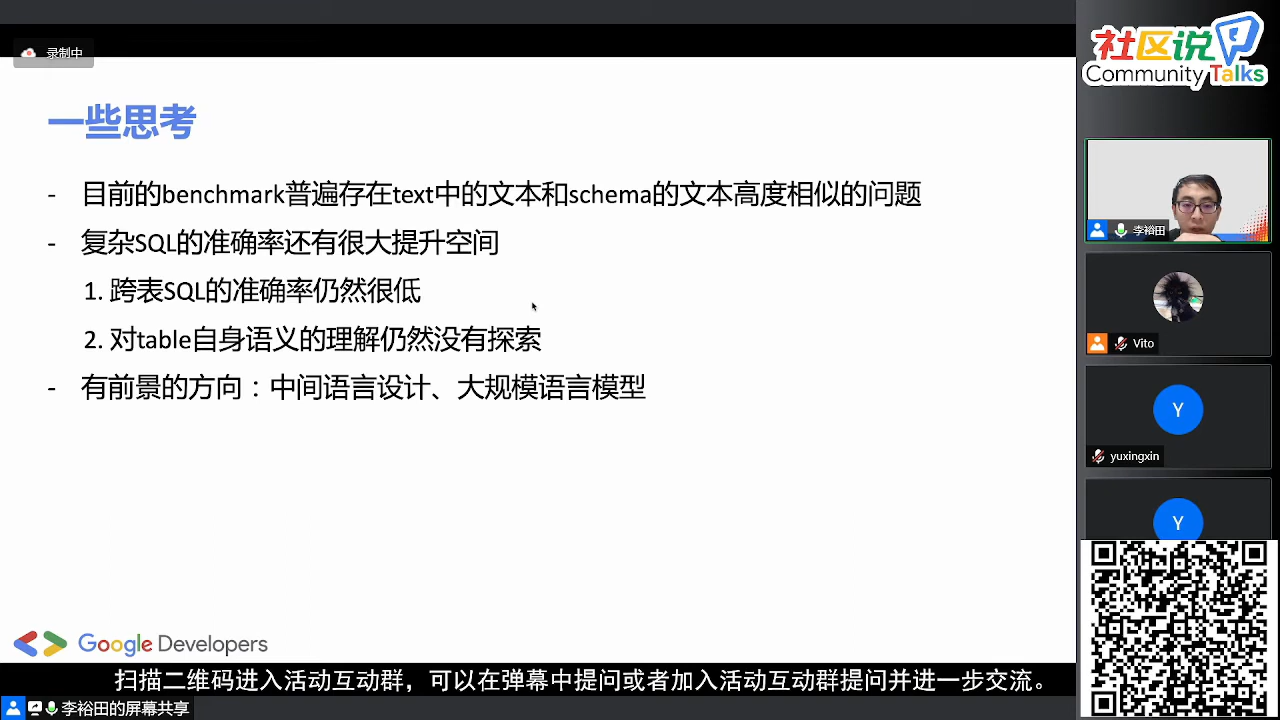 录制中
一些思考
- 目前的benchmark普遍存在text中的文本和schema的文本高度相似的问题
- 复杂SQL的准确率还有很大提升空间
1. 跨表SQL的准确率仍然很低
2. 对table自身语义的理解仍然没有探索
- 有前景的方向：中间语言设计、大规模语言模型
Google Developers
扫描二维码进入活动互动群，可以在弹幕中提问或者加入活动互动群提问并进一步交流。
李裕田的屏幕共享
社区说
Community Talks
李裕田
Vito
Y
yuxingxin
Y